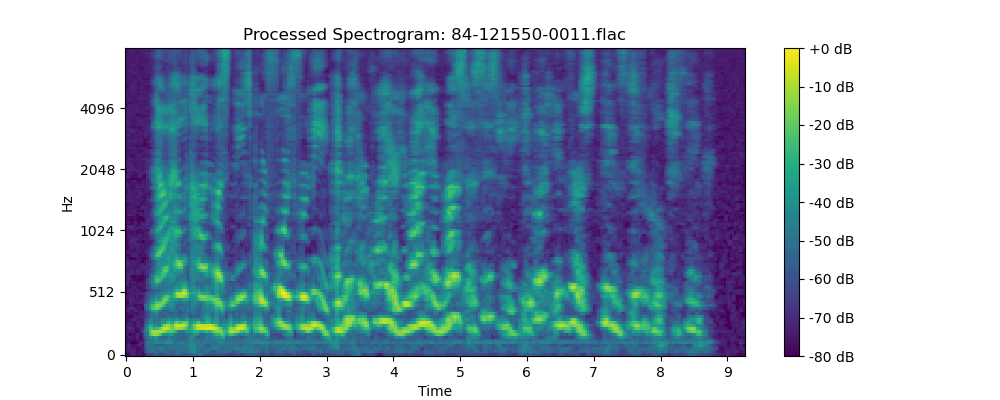 Processed Spectrogram: 84-121550-0011.flac
Hz
4096
2048
1024
512
0
0 1 2 3 4 5 6 7 8 9
Time
+0 dB
-10 dB
-20 dB
-30 dB
-40 dB
-50 dB
-60 dB
-70 dB
-80 dB